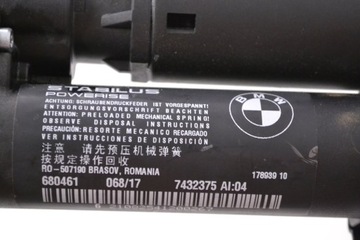 STABILUS
POWERISE
ACHTUNG: SCHRAUBENDRUCKFEDER IST VORGESPANNT!
ENTSORGUNGSVORSCHRIFT BEACHTEN
ATTENTION: PRELOADED MECHANICAL SPRING!
OBSERVE DISPOSAL INSTRUCTIONS
PRECAUCIÓN: RESORTE MECANICO RECARGADO
OBSERVAR INSTRUCCIONES DE DISPOSICIÓN
注意 请先预压机械弹簧
按规定操作回收
RO-507190 BRASOV, ROMANIA
178939 10
680461 068/17 7432375 AI:04
BMW